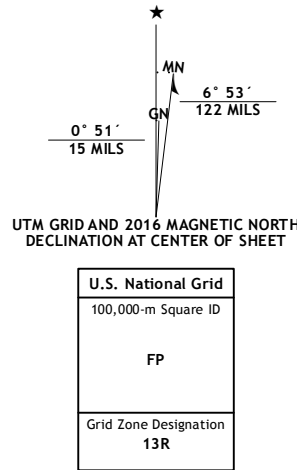 ★
MN
GN
6° 53´
122 MILS
0° 51´
15 MILS
UTM GRID AND 2016 MAGNETIC NORTH
DECLINATION AT CENTER OF SHEET
U.S. National Grid
100,000-m Square ID
FP
Grid Zone Designation
13R